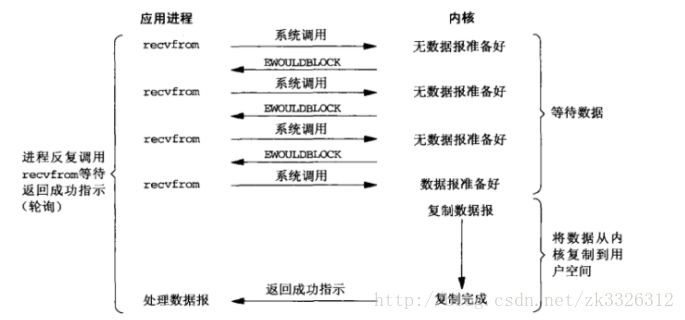 应用进程
内核
系统调用
recvfrom
无数据报准备好
EWOULDBLOCK
系统调用
recvfrom
无数据报准备好
EWOULDBLOCK
等待数据
系统调用
recvfrom
无数据报准备好
EWOULDBLOCK
进程反复调用
recvfrom等待
返回成功指示
(轮询)
系统调用
recvfrom
数据报准备好
复制数据报
将数据从内
核复制到用
户空间
返回成功指示
处理数据报
复制完成
csdn.net/zk3326312